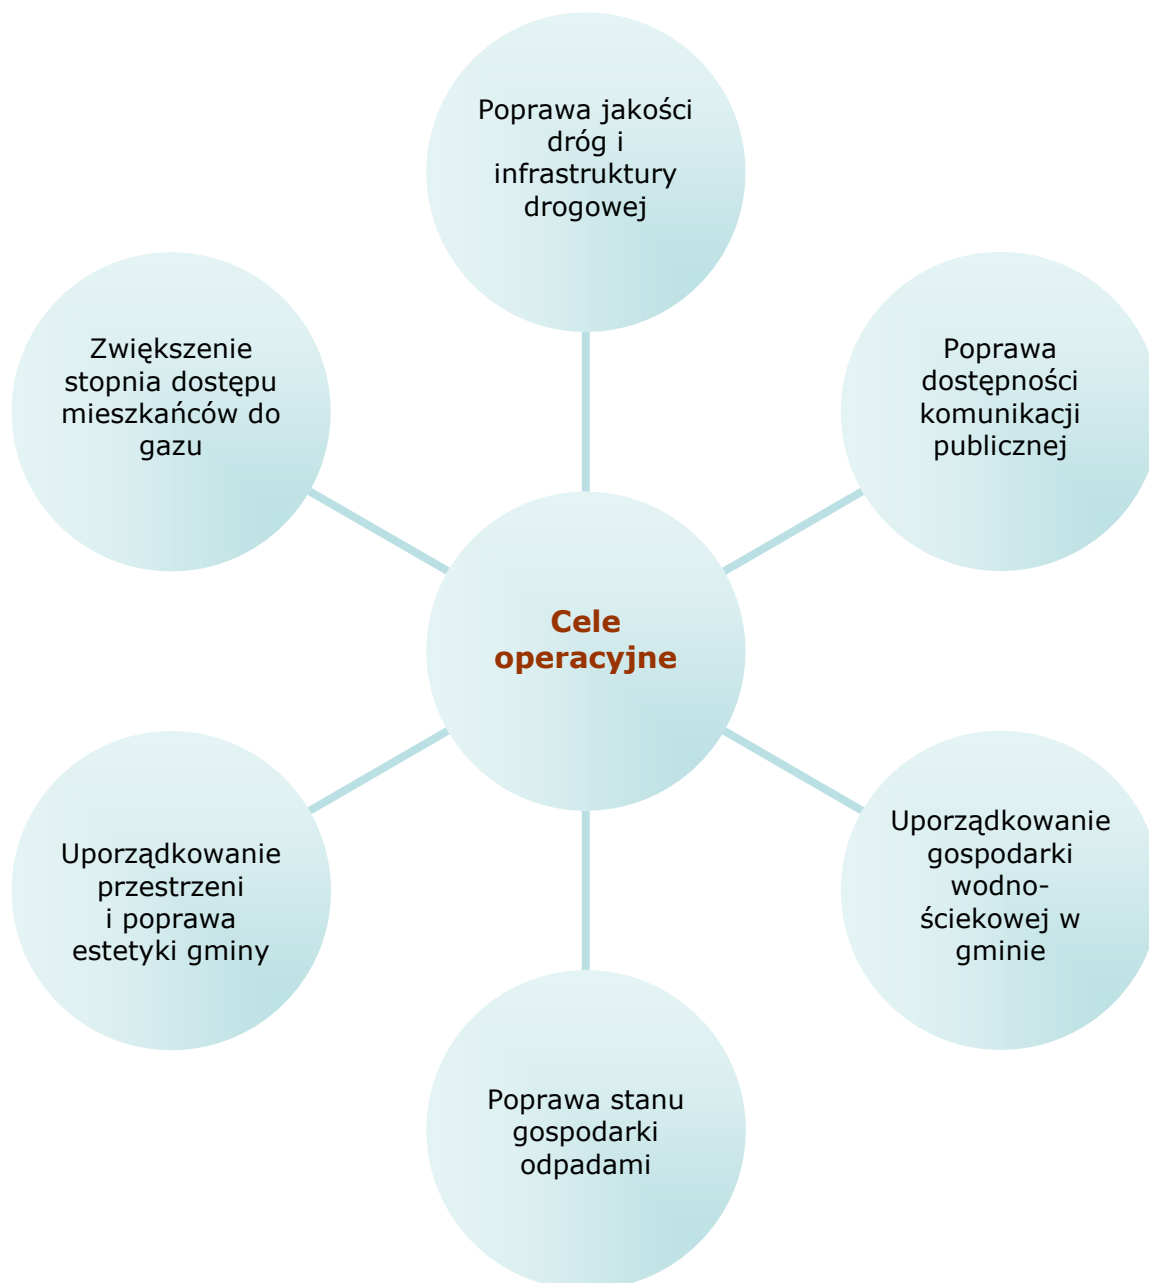 Poprawa jakości
dróg i
infrastruktury
drogowej
Zwiększenie
stopnia dostępu
mieszkańców do
gazu
Poprawa
dostępności
komunikacji
publicznej
Cele
operacyjne
Uporządkowanie
przestrzeni
i poprawa
estetyki gminy
Uporządkowanie
gospodarki
wodno-
ściekowej w
gminie
Poprawa stanu
gospodarki
odpadami